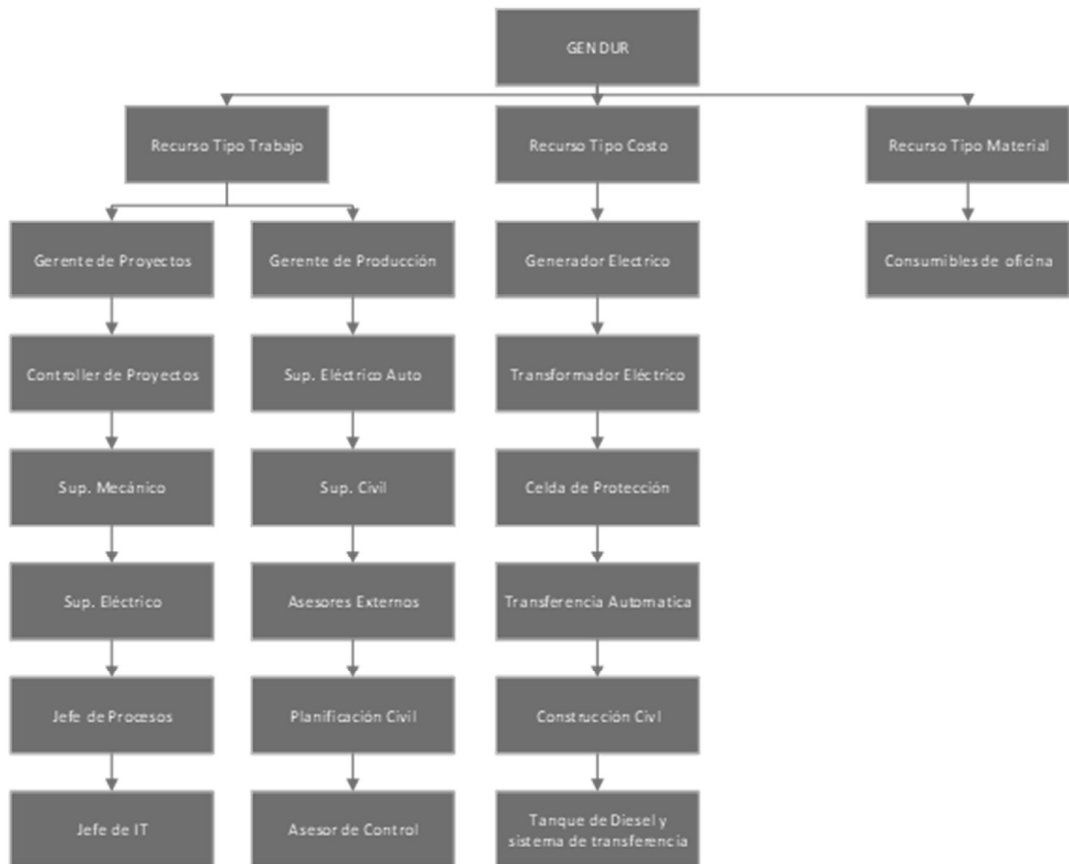 GENDUR
Recurso Tipo Trabajo
Recurso Tipo Costo
Recurso Tipo Material
Gerente de Proyectos
Gerente de Producción
Generador Electrico
Consumibles de oficina
Controller de Proyectos
Sup. Eléctrico Auto
Transformador Eléctrico
Sup. Mecánico
Sup. Civil
Celda de Protección
Sup. Eléctrico
Asesores Externos
Transferencia Automatica
Jefe de Procesos
Planificación Civil
Construcción Civl
Jefe de IT
Asesor de Control
Tanque de Diesel y
sistema de transferencia